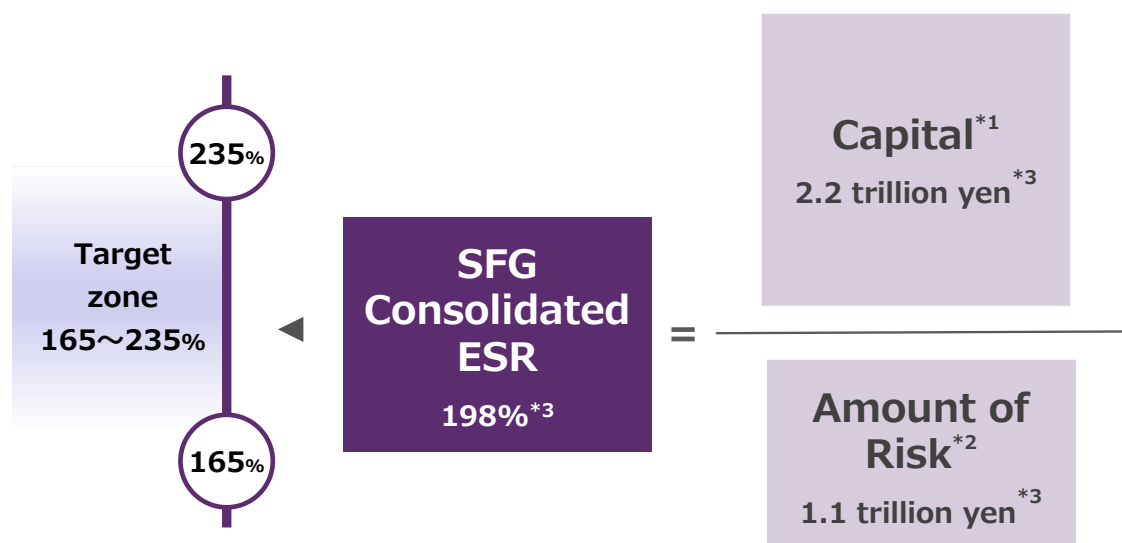 235%
Target
zone
165～235%
165%
SFG
Consolidated
ESR
198%*3
=
Capital*1
2.2 trillion yen*3
Amount of
Risk*2
1.1 trillion yen*3